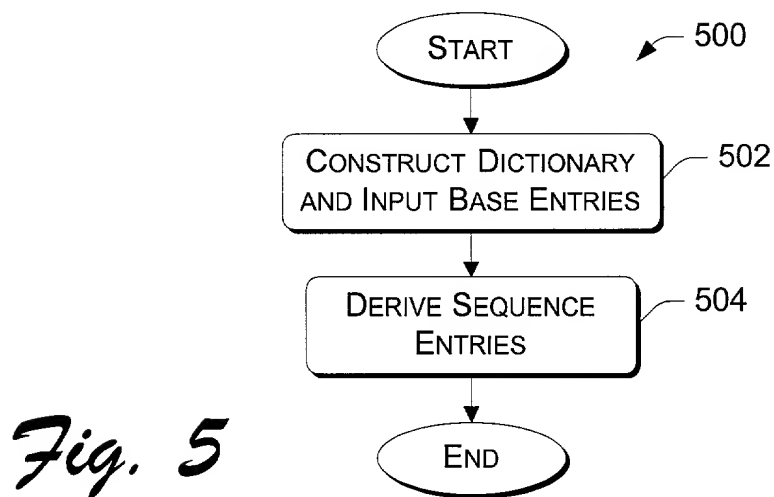 START
500
CONSTRUCT DICTIONARY
AND INPUT BASE ENTRIES
502
DERIVE SEQUENCE
ENTRIES
504
END
Fig. 5